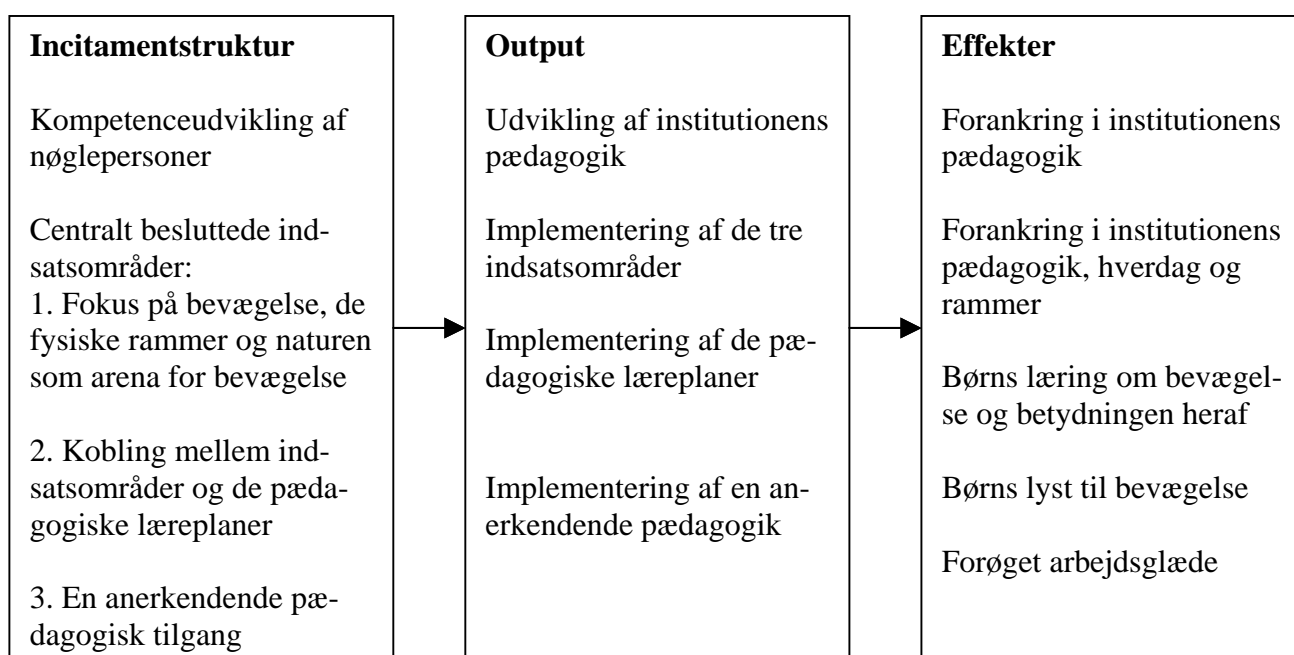 Incitamentstruktur
Kompetenceudvikling af
nøglepersoner
Centralt besluttede ind-
satsområder:
1. Fokus på bevægelse, de
fysiske rammer og naturen
som arena for bevægelse
2. Kobling mellem ind-
satsområder og de pæda-
gogiske læreplaner
3. En anerkendende pæ-
dagogisk tilgang
Output
Udvikling af institutionens
pædagogik
Implementering af de tre
indsatsområder
Implementering af de pæ-
dagogiske læreplaner
Implementering af en an-
erkendende pædagogik
Effekter
Forankring i institutionens
pædagogik
Forankring i institutionens
pædagogik, hverdag og
rammer
Børns læring om bevægel-
se og betydningen heraf
Børns lyst til bevægelse
Forøget arbejdsglæde